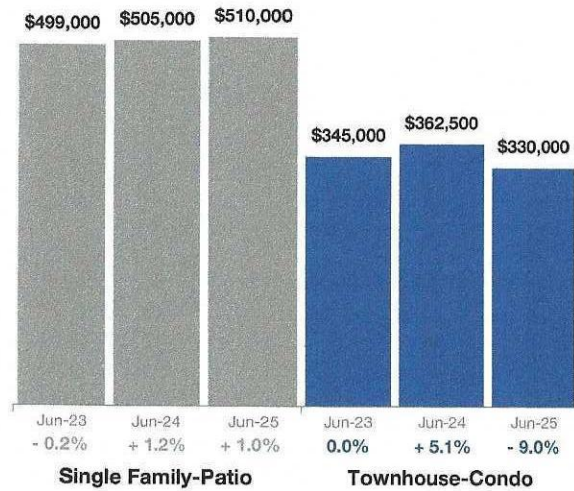 $499,000 $505,000 $510,000
$345,000 $362,500 $330,000
Jun-23 Jun-24 Jun-25 Jun-23 Jun-24 Jun-25
- 0.2% + 1.2% + 1.0% 0.0% + 5.1% - 9.0%
Single Family-Patio Townhouse-Condo